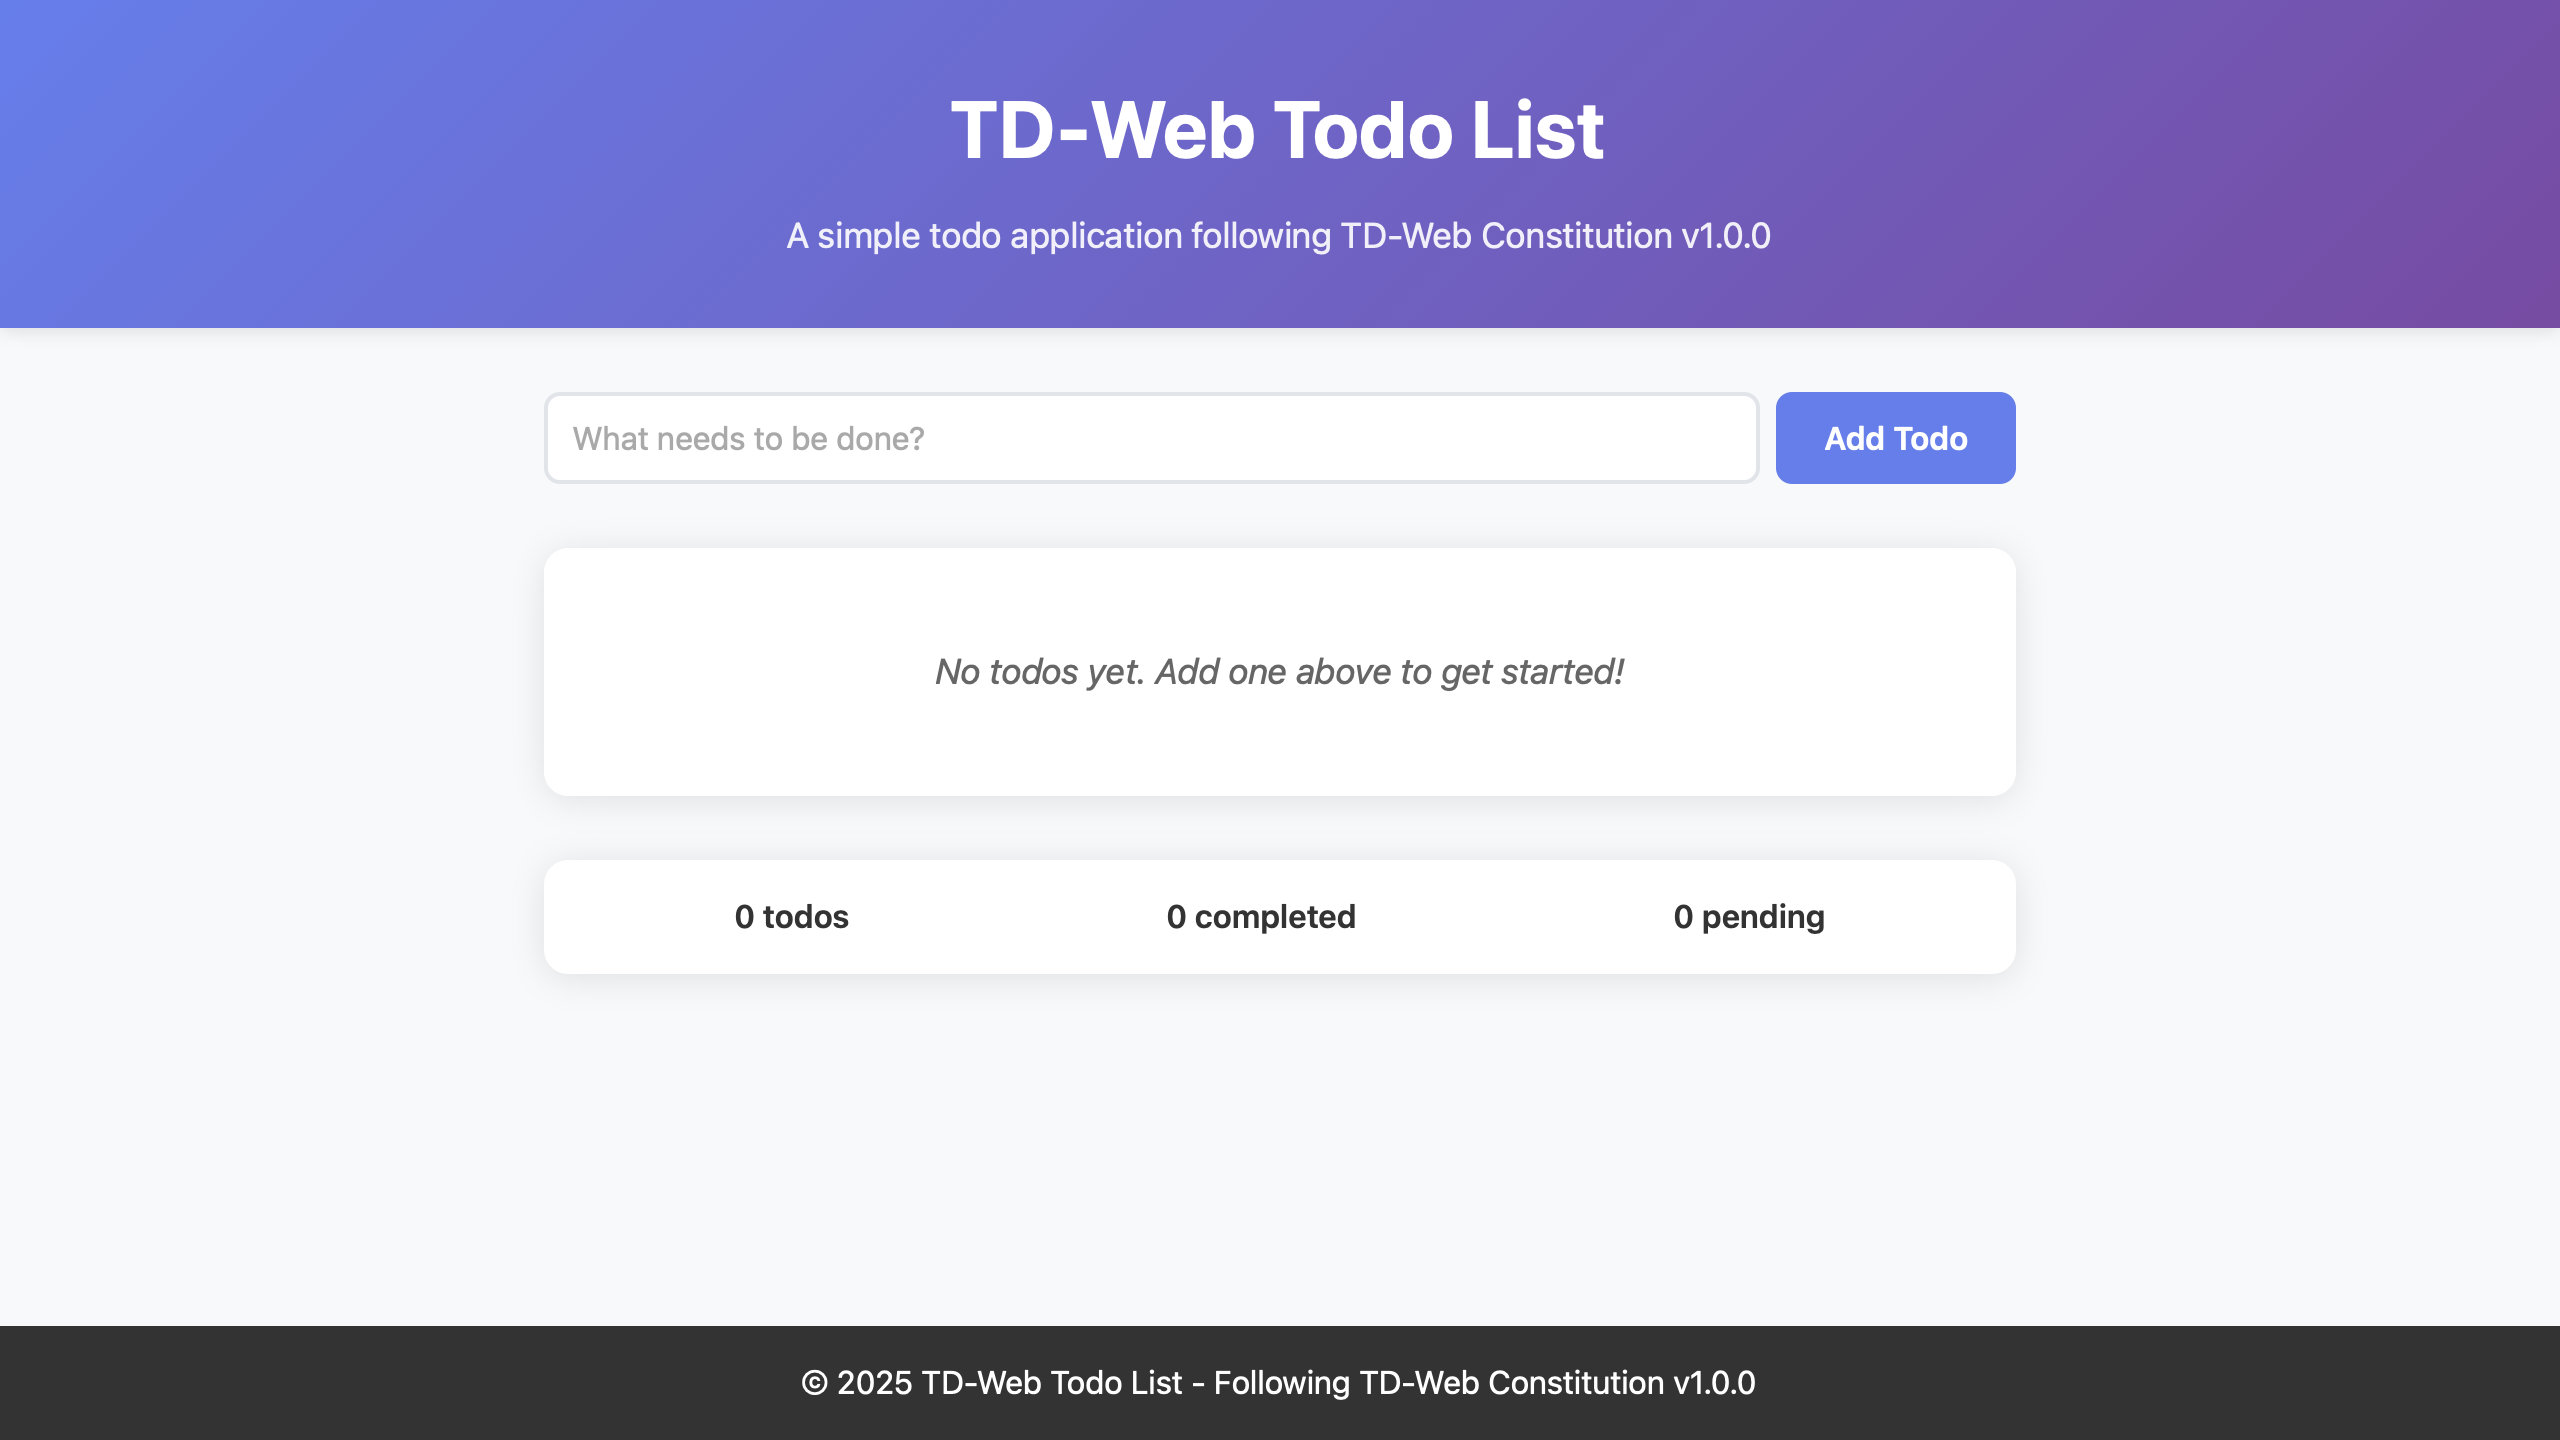 TD-Web Todo List
A simple todo application following TD-Web Constitution v1.0.0
What needs to be done?
Add Todo
No todos yet. Add one above to get started!
0 todos
0 completed
0 pending
© 2025 TD-Web Todo List - Following TD-Web Constitution v1.0.0